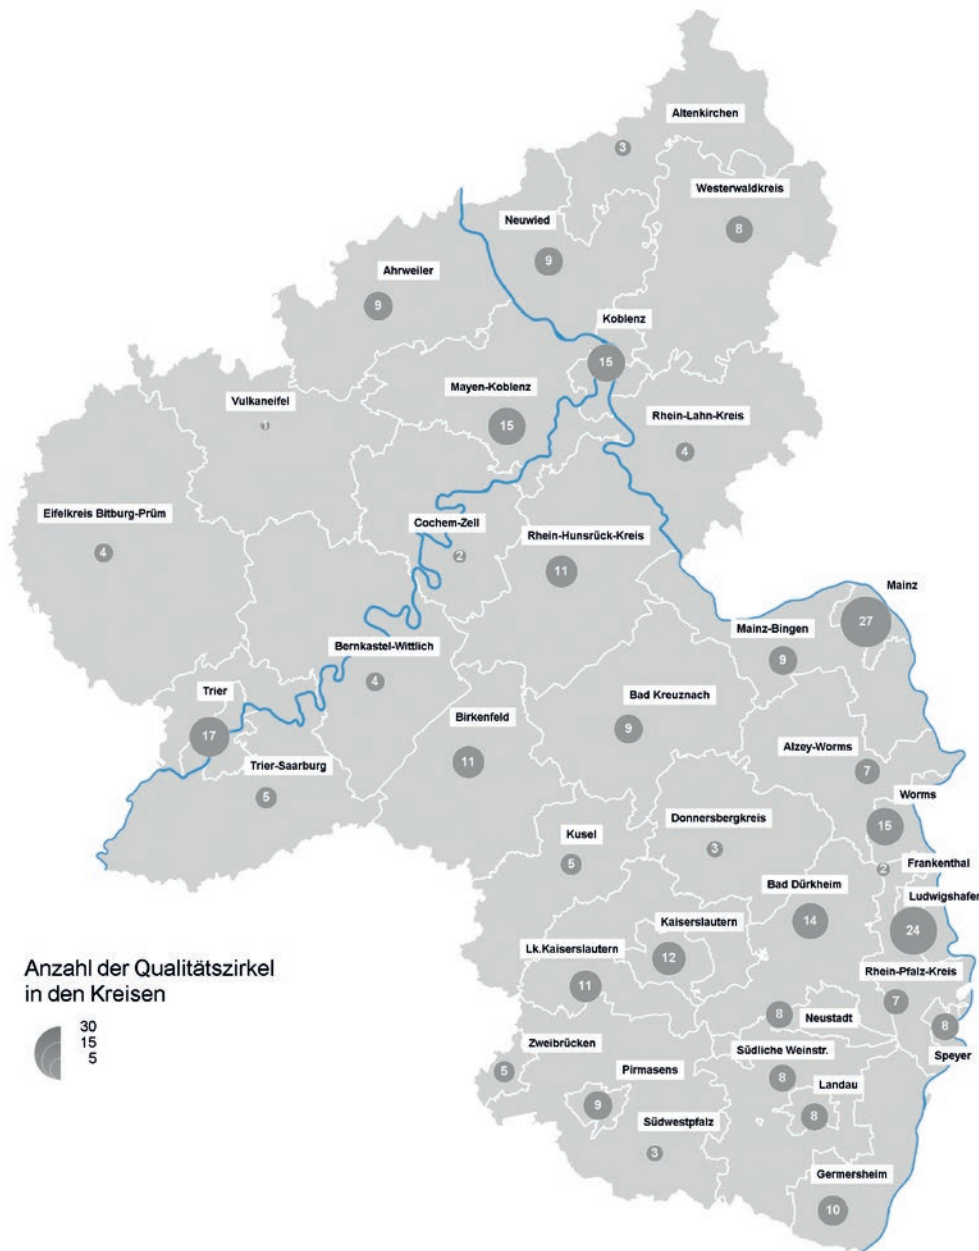 Altenkirchen
3
Westerwaldkreis
8
Neuwied
9
Ahrweiler
9
Koblenz
15
Mayen-Koblenz
15
Vulkaneifel
1
Rhein-Lahn-Kreis
4
Eifelkreis Bitburg-Prüm
4
Cochem-Zell
2
Rhein-Hunsrück-Kreis
11
Mainz
27
Mainz-Bingen
9
Bernkastel-Wittlich
4
Trier
17
Bad Kreuznach
9
Birkenfeld
11
Alzey-Worms
7
Trier-Saarburg
5
Worms
15
Donnersbergkreis
3
Kusel
5
Frankenthal
2
Bad Dürkheim
14
Ludwigshafen
24
Kaiserslautern
12
Lk.Kaiserslautern
11
Rhein-Pfalz-Kreis
7
Neustadt
8
Speyer
8
Zweibrücken
5
Südliche Weinstr.
8
Pirmasens
9
Landau
8
Südwestpfalz
3
Germersheim
10
Anzahl der Qualitätszirkel
in den Kreisen
30
15
5